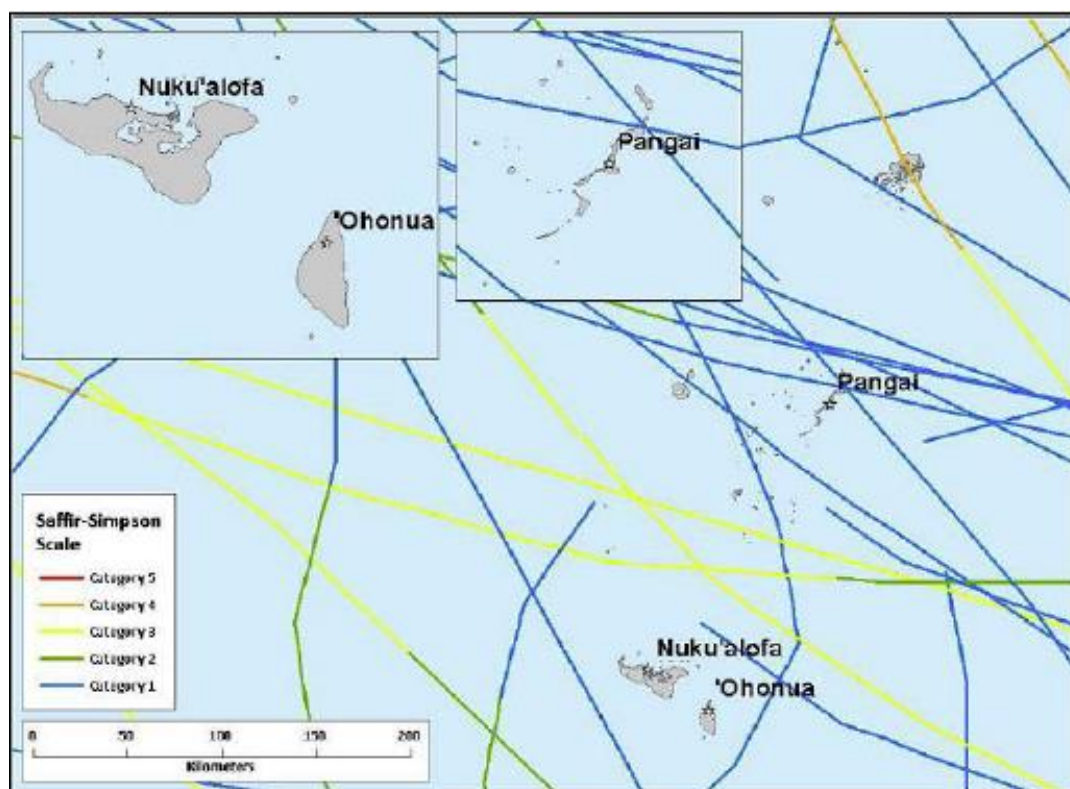 Nuku'alofa
'Ohonua
Pangai
Pangai
Nuku'alofa
'Ohonua
Saffir-Simpson
Scale
Category 5
Category 4
Category 3
Category 2
Category 1
0 50 100 150 200
Kilometers